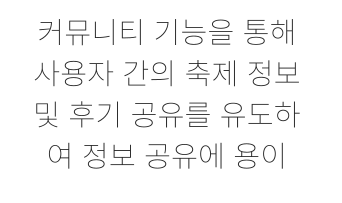 커뮤니티 기능을 통해
사용자 간의 축제 정보
및 후기 공유를 유도하
여 정보 공유에 용이